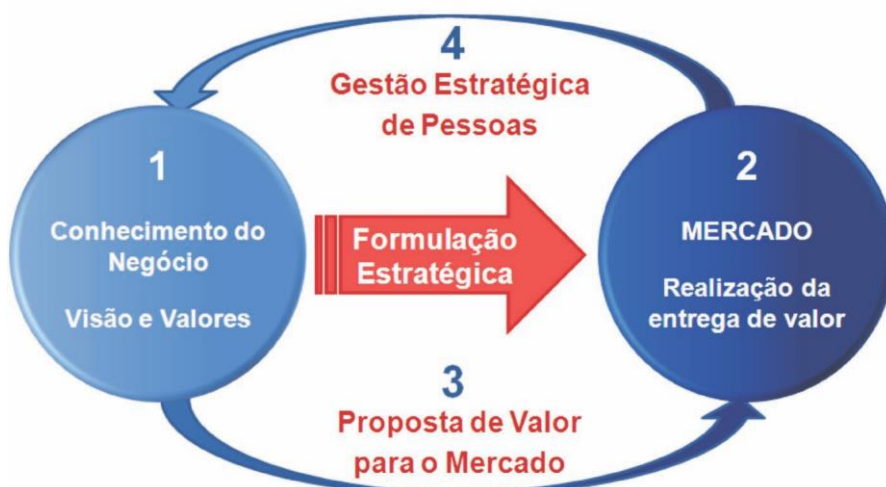 4
Gestão Estratégica
de Pessoas
1
Conhecimento do
Negócio
Visão e Valores
Formulação
Estratégica
2
MERCADO
Realização da
entrega de valor
3
Proposta de Valor
para o Mercado